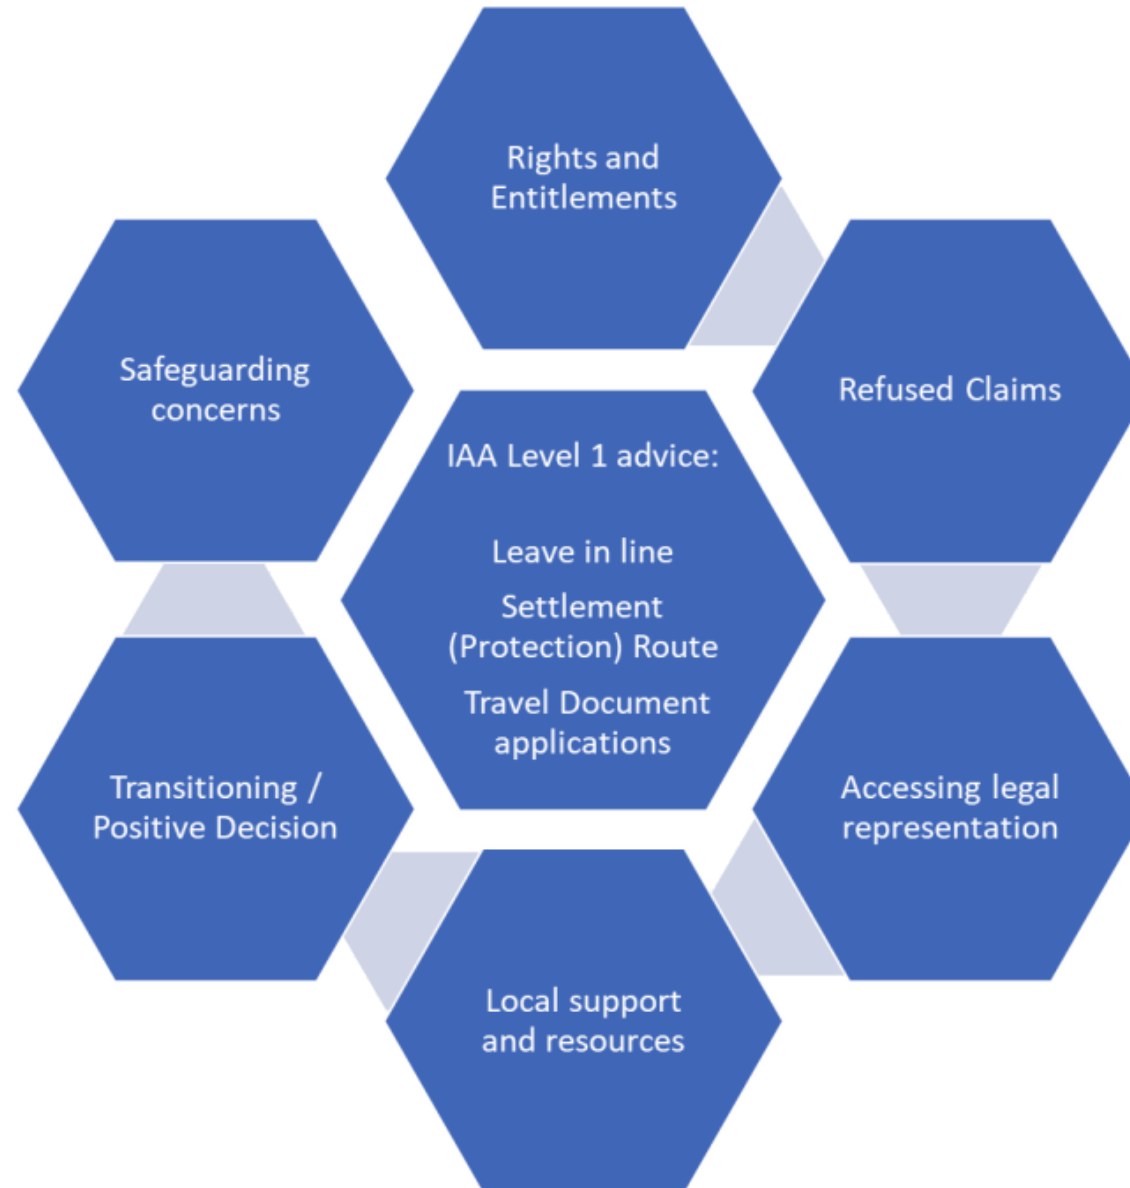 Rights and
Entitlements
Safeguarding
concerns
Refused Claims
IAA Level 1 advice:
Leave in line
Settlement
(Protection) Route
Travel Document
applications
Transitioning /
Positive Decision
Accessing legal
representation
Local support
and resources